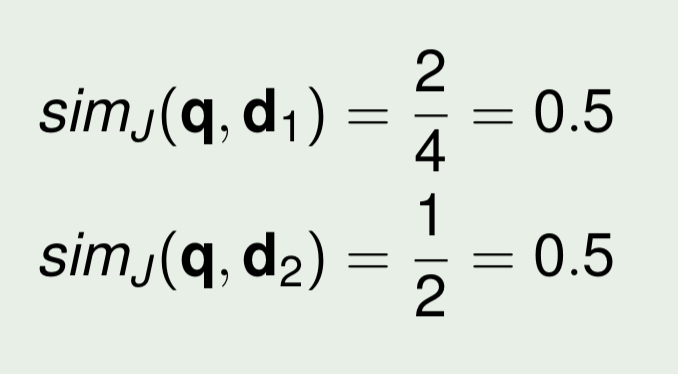 sim_J(q, d_1) = 2/4 = 0.5
sim_J(q, d_2) = 1/2 = 0.5